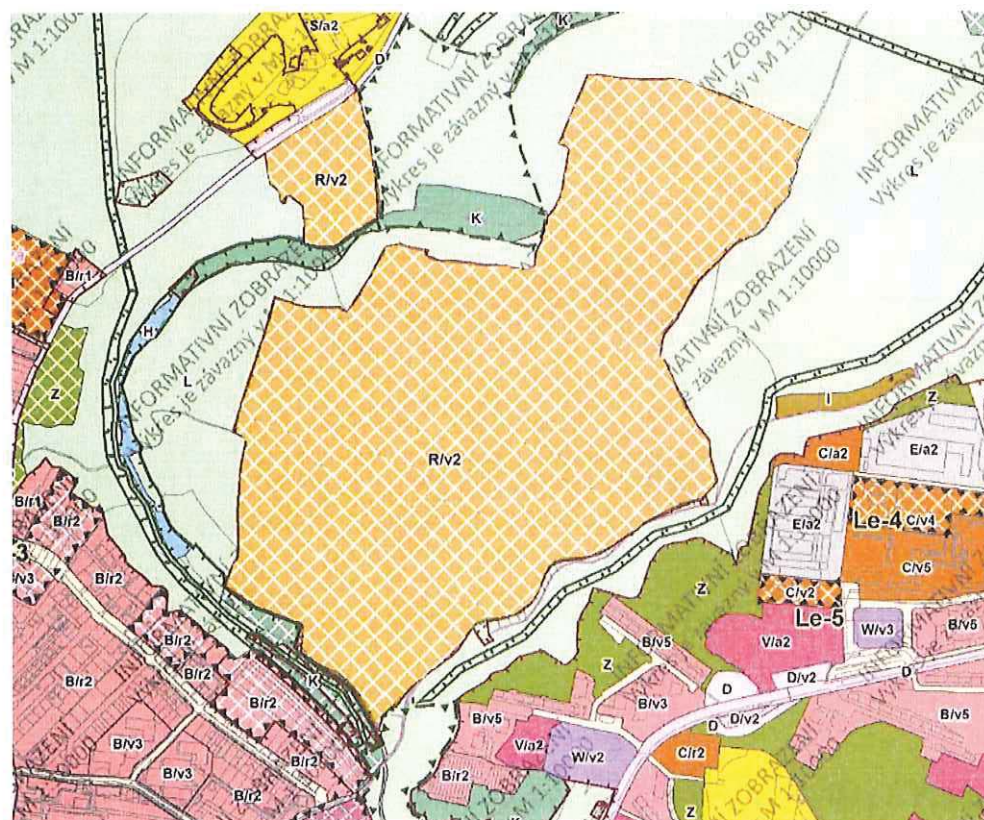 S/a2
K
D
INFORMATIVNÍ ZOBRAZENÍ
Výkres je závazný v M 1:10000
L
R/v2
K
B/r1
H
Z
L
R/v2
I
Z
C/a2
E/a2
B/r1
B/r2
E/a2
Le-4
C/v4
-3
B/v3
B/r2
C/v5
Z
C/v2
Le-5
B/r2
B/r2
B/v5
V/a2
W/v3
B/v5
B/r2
K
Z
D/v2
D
B/r2
D
B/v3
D
D/v2
B/v5
B/v5
B/v3
V/a2
W/v2
C/r2
B/v3
B/r2
B/r2
B/r2
Z
K